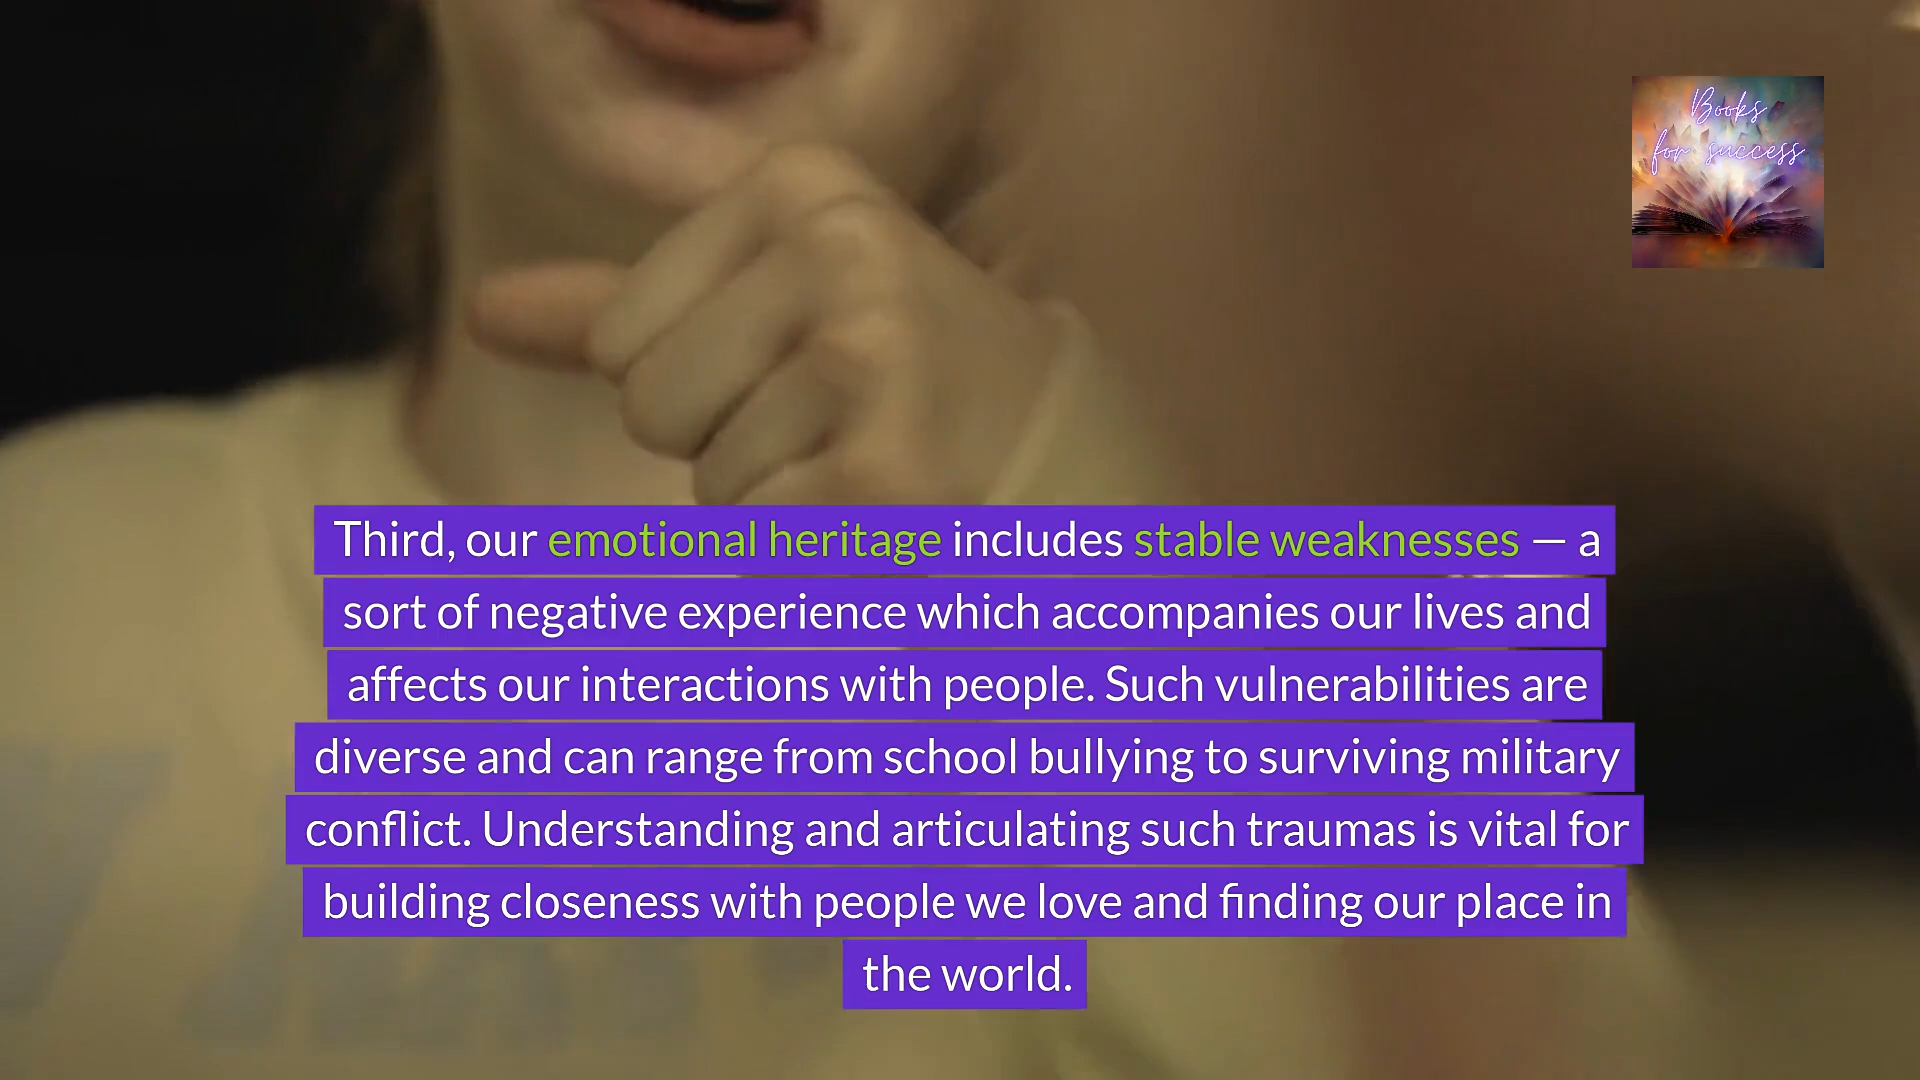 Books
for success
Third, our emotional heritage includes stable weaknesses — a
sort of negative experience which accompanies our lives and
affects our interactions with people. Such vulnerabilities are
diverse and can range from school bullying to surviving military
conflict. Understanding and articulating such traumas is vital for
building closeness with people we love and finding our place in
the world.